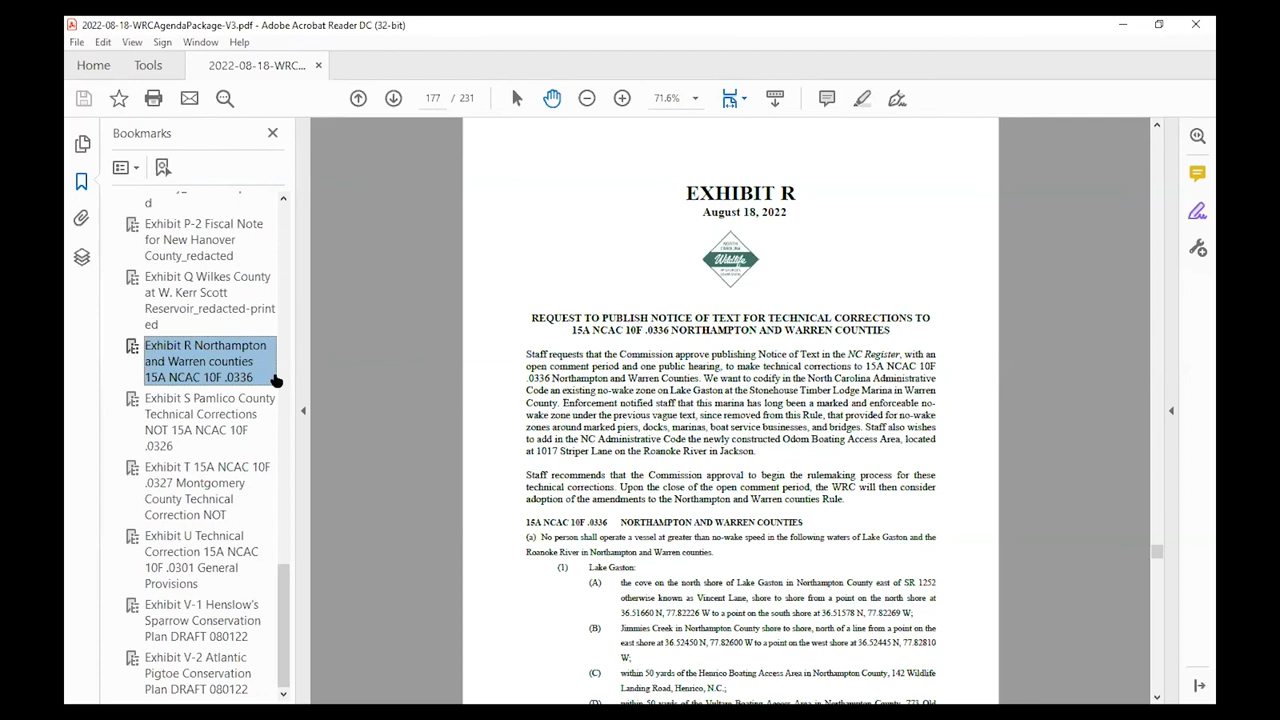 2022-08-18-WRCAgendaPackage-V3.pdf - Adobe Acrobat Reader DC (32-bit)
File Edit View Sign Window Help
Home Tools 2022-08-18-WRC... ×
177 / 231 71.6%
Bookmarks
d
Exhibit P-2 Fiscal Note
for New Hanover
County_redacted
Exhibit Q Wilkes County
at W. Kerr Scott
Reservoir_redacted-print
ed
Exhibit R Northampton
and Warren counties
15A NCAC 10F .0336
Exhibit S Pamlico County
Technical Corrections
NOT 15A NCAC 10F
.0326
Exhibit T 15A NCAC 10F
.0327 Montgomery
County Technical
Correction NOT
Exhibit U Technical
Correction 15A NCAC
10F .0301 General
Provisions
Exhibit V-1 Henslow's
Sparrow Conservation
Plan DRAFT 080122
Exhibit V-2 Atlantic
Pigtoe Conservation
Plan DRAFT 080122
EXHIBIT R
August 18, 2022
NORTH
CAROLINA
Wildlife
REQUEST TO PUBLISH NOTICE OF TEXT FOR TECHNICAL CORRECTIONS TO
15A NCAC 10F .0336 NORTHAMPTON AND WARREN COUNTIES
Staff requests that the Commission approve publishing Notice of Text in the NC Register, with an
open comment period and one public hearing, to make technical corrections to 15A NCAC 10F
.0336 Northampton and Warren Counties. We want to codify in the North Carolina Administrative
Code an existing no-wake zone on Lake Gaston at the Stonehouse Timber Lodge Marina in Warren
County. Enforcement notified staff that this marina has long been a marked and enforceable no-
wake zone under the previous vague text, since removed from this Rule, that provided for no-wake
zones around marked piers, docks, marinas, boat service businesses, and bridges. Staff also wishes
to add in the NC Administrative Code the newly constructed Odom Boating Access Area, located
at 1017 Striper Lane on the Roanoke River in Jackson.
Staff recommends that the Commission approval to begin the rulemaking process for these
technical corrections. Upon the close of the open comment period, the WRC will then consider
adoption of the amendments to the Northampton and Warren counties Rule.
15A NCAC 10F .0336 NORTHAMPTON AND WARREN COUNTIES
(a) No person shall operate a vessel at greater than no-wake speed in the following waters of Lake Gaston and the
Roanoke River in Northampton and Warren counties.
(1) Lake Gaston:
(A) the cove on the north shore of Lake Gaston in Northampton County east of SR 1252
otherwise known as Vincent Lane, shore to shore from a point on the north shore at
36.51660 N, 77.82226 W to a point on the south shore at 36.51578 N, 77.82269 W;
(B) Jimmies Creek in Northampton County shore to shore, north of a line from a point on the
east shore at 36.52450 N, 77.82600 W to a point on the west shore at 36.52445 N, 77.82810
W;
(C) within 50 yards of the Henrico Boating Access Area in Northampton County, 142 Wildlife
Landing Road, Henrico, N.C.;